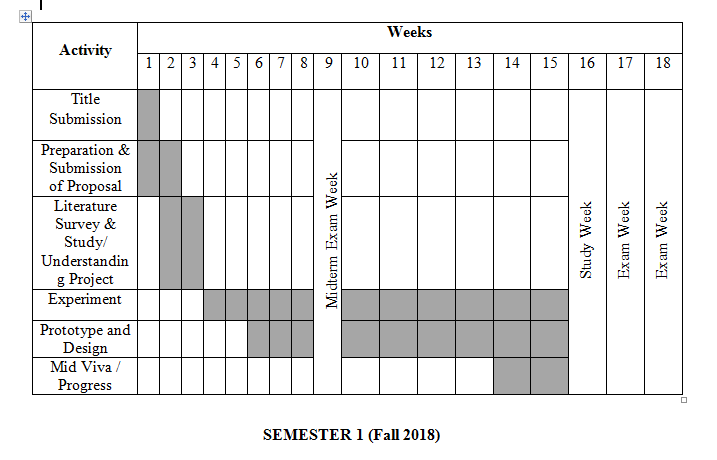 Activity
Weeks
1 2 3 4 5 6 7 8 9 10 11 12 13 14 15 16 17 18
Title
Submission
Preparation &
Submission
of Proposal
Literature
Survey &
Study/
Understandin
g Project
Experiment
Prototype and
Design
Mid Viva /
Progress
Midterm Exam Week
Study Week
Exam Week
Exam Week
SEMESTER 1 (Fall 2018)